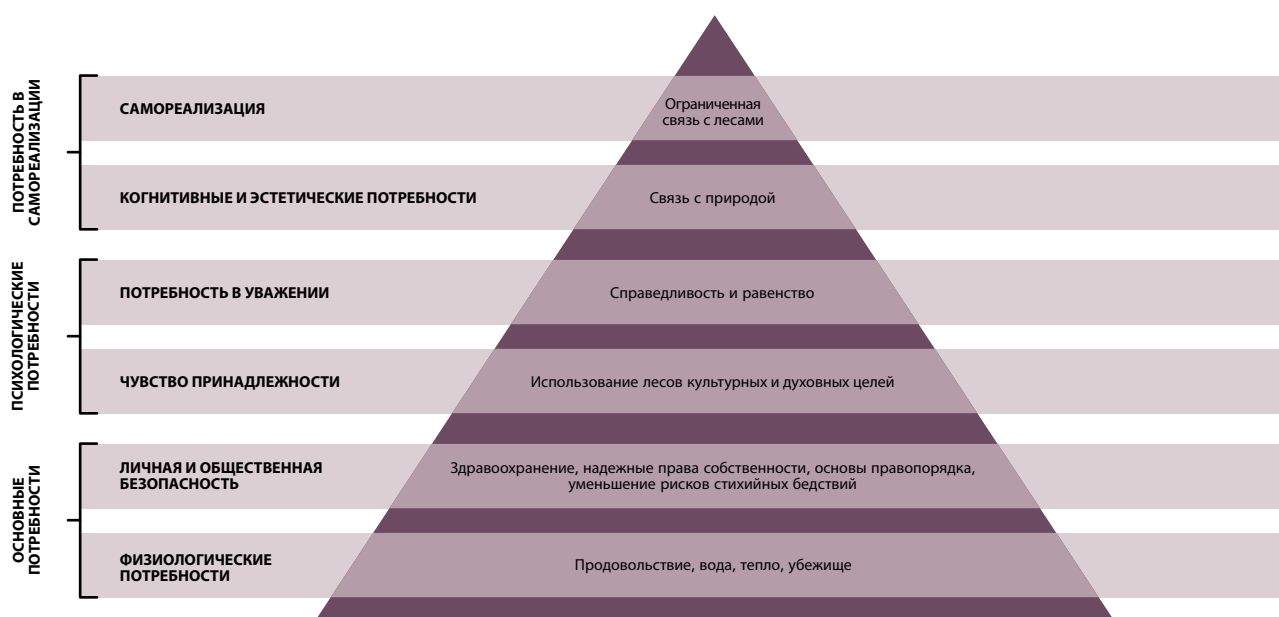 ПОТРЕБНОСТЬ В
САМОРЕАЛИЗАЦИИ
САМОРЕАЛИЗАЦИЯ
Ограниченная
связь с лесами
КОГНИТИВНЫЕ И ЭСТЕТИЧЕСКИЕ ПОТРЕБНОСТИ
Связь с природой
ПСИХОЛОГИЧЕСКИЕ
ПОТРЕБНОСТИ
ПОТРЕБНОСТЬ В УВАЖЕНИИ
Справедливость и равенство
ЧУВСТВО ПРИНАДЛЕЖНОСТИ
Использование лесов культурных и духовных целей
ОСНОВНЫЕ
ПОТРЕБНОСТИ
ЛИЧНАЯ И ОБЩЕСТВЕННАЯ
БЕЗОПАСНОСТЬ
Здравоохранение, надежные права собственности, основы правопорядка,
уменьшение рисков стихийных бедствий
ФИЗИОЛОГИЧЕСКИЕ
ПОТРЕБНОСТИ
Продовольствие, вода, тепло, убежище